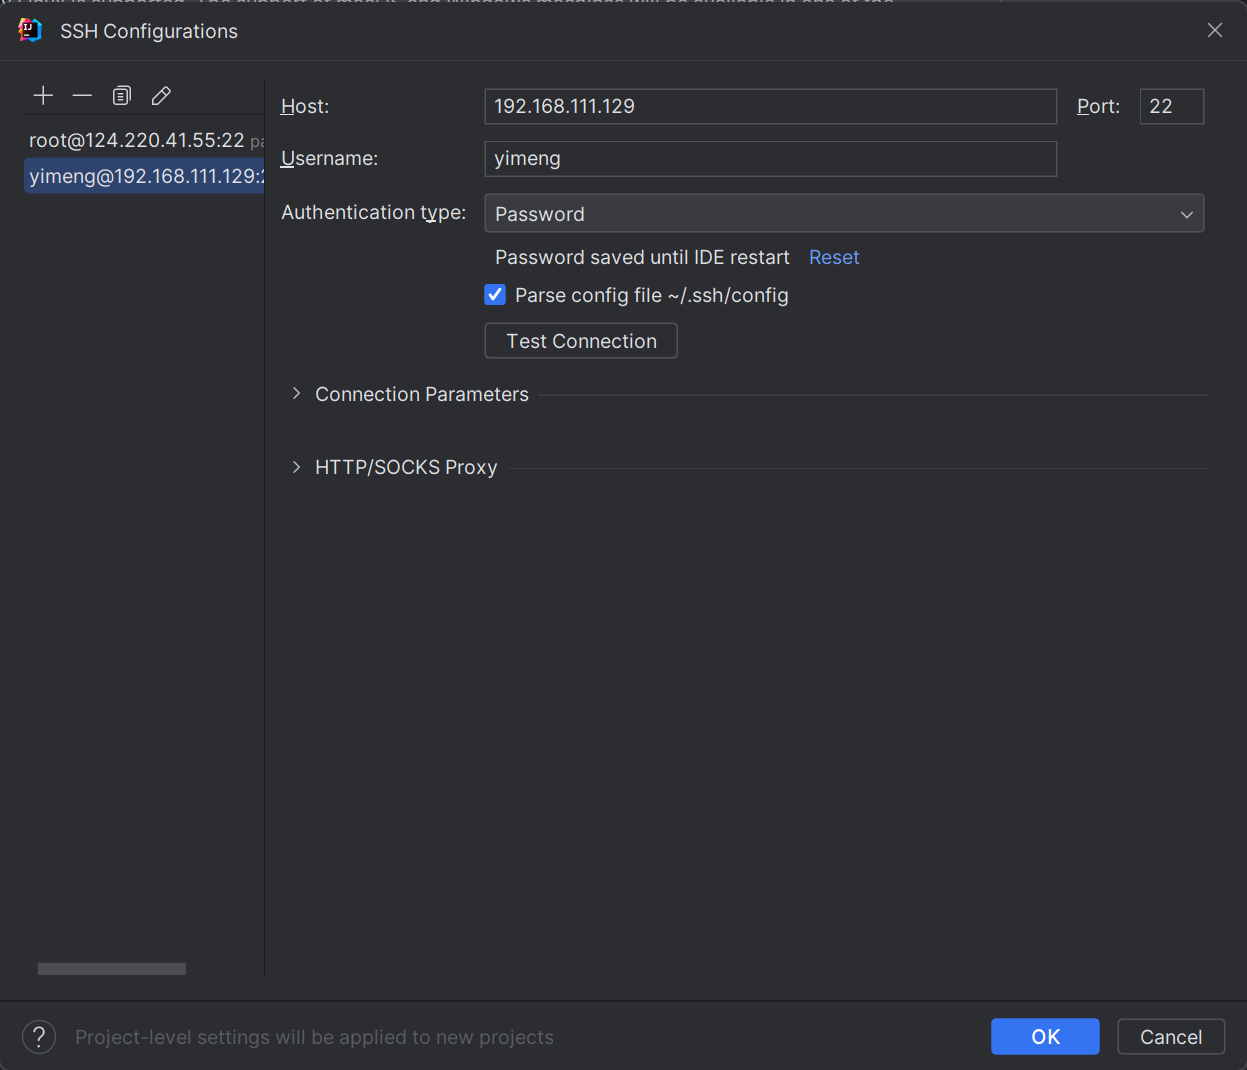 SSH Configurations
Host: 192.168.111.129 Port: 22
root@124.220.41.55:22
Username: yimeng
yimeng@192.168.111.129:
Authentication type: Password
Password saved until IDE restart Reset
Parse config file ~/.ssh/config
Test Connection
Connection Parameters
HTTP/SOCKS Proxy
? Project-level settings will be applied to new projects OK Cancel